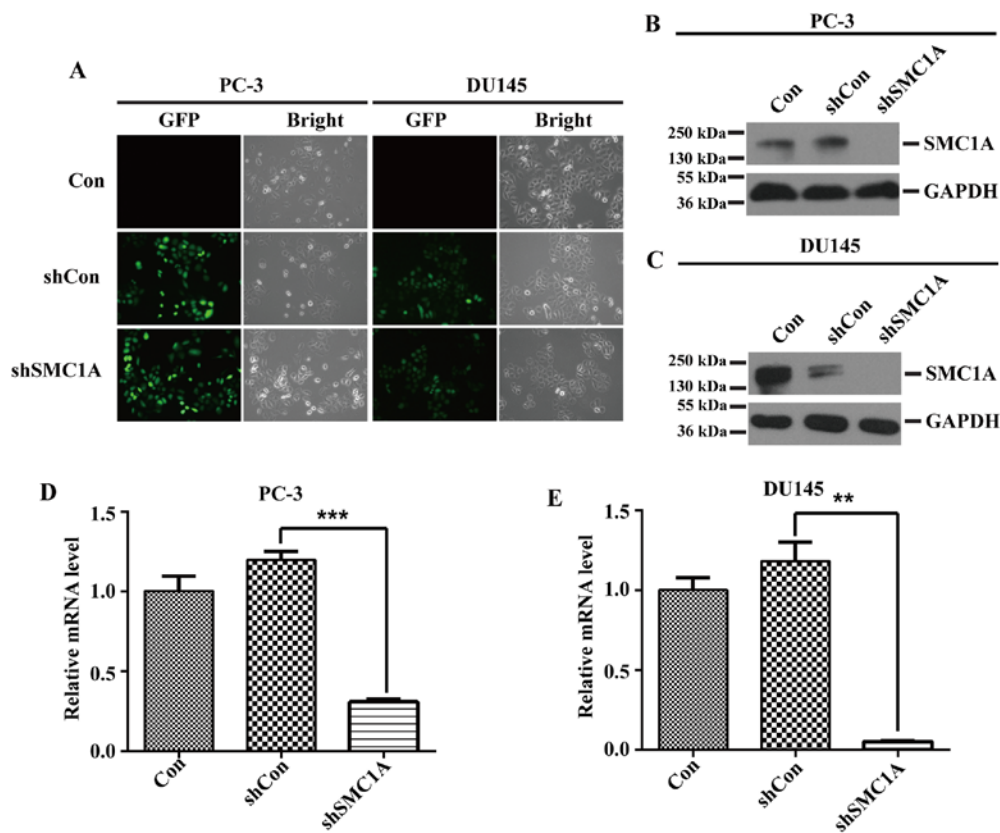 A
PC-3
DU145
GFP
Bright
GFP
Bright
Con
shCon
shSMC1A
B
PC-3
Con
shCon
shSMC1A
250 kDa
130 kDa
55 kDa
36 kDa
SMC1A
GAPDH
C
DU145
Con
shCon
shSMC1A
250 kDa
130 kDa
55 kDa
36 kDa
SMC1A
GAPDH
D
PC-3
***
Relative mRNA level
1.5
1.0
0.5
0.0
Con
shCon
shSMC1A
E
DU145
**
Relative mRNA level
1.5
1.0
0.5
0.0
Con
shCon
shSMC1A